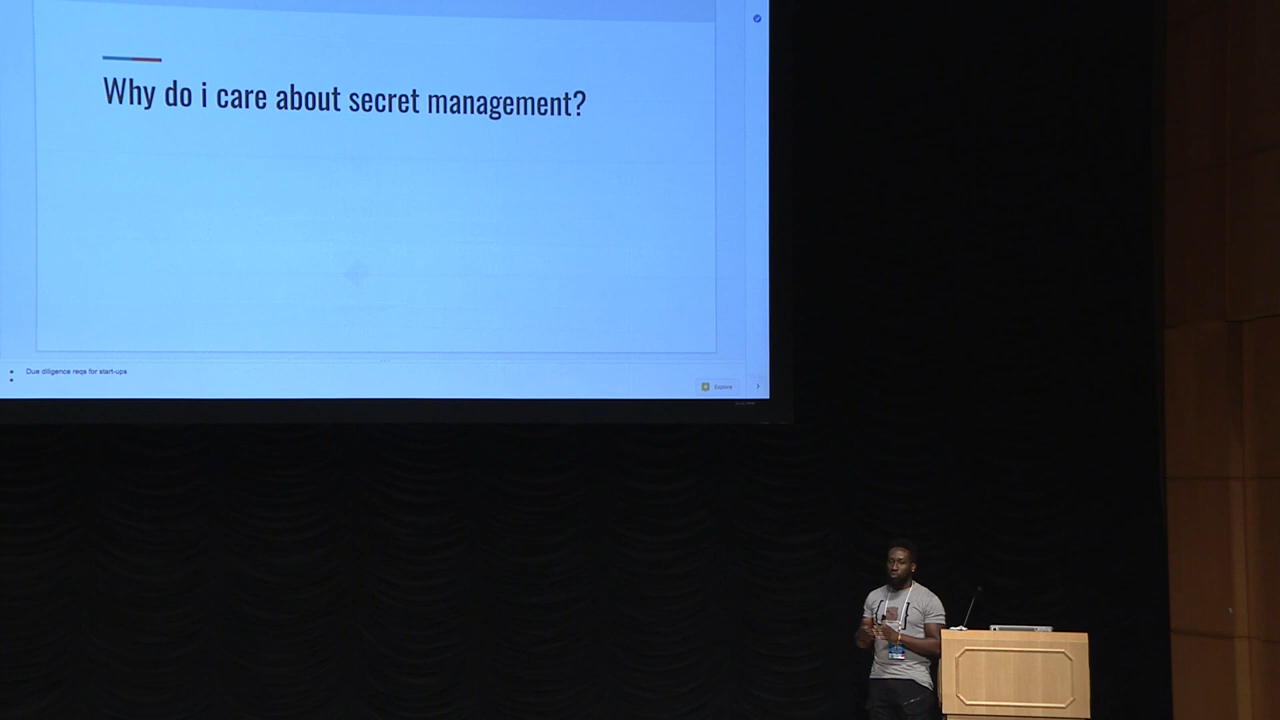 Why do i care about secret management?
Due diligence reqs for start-ups
Explore